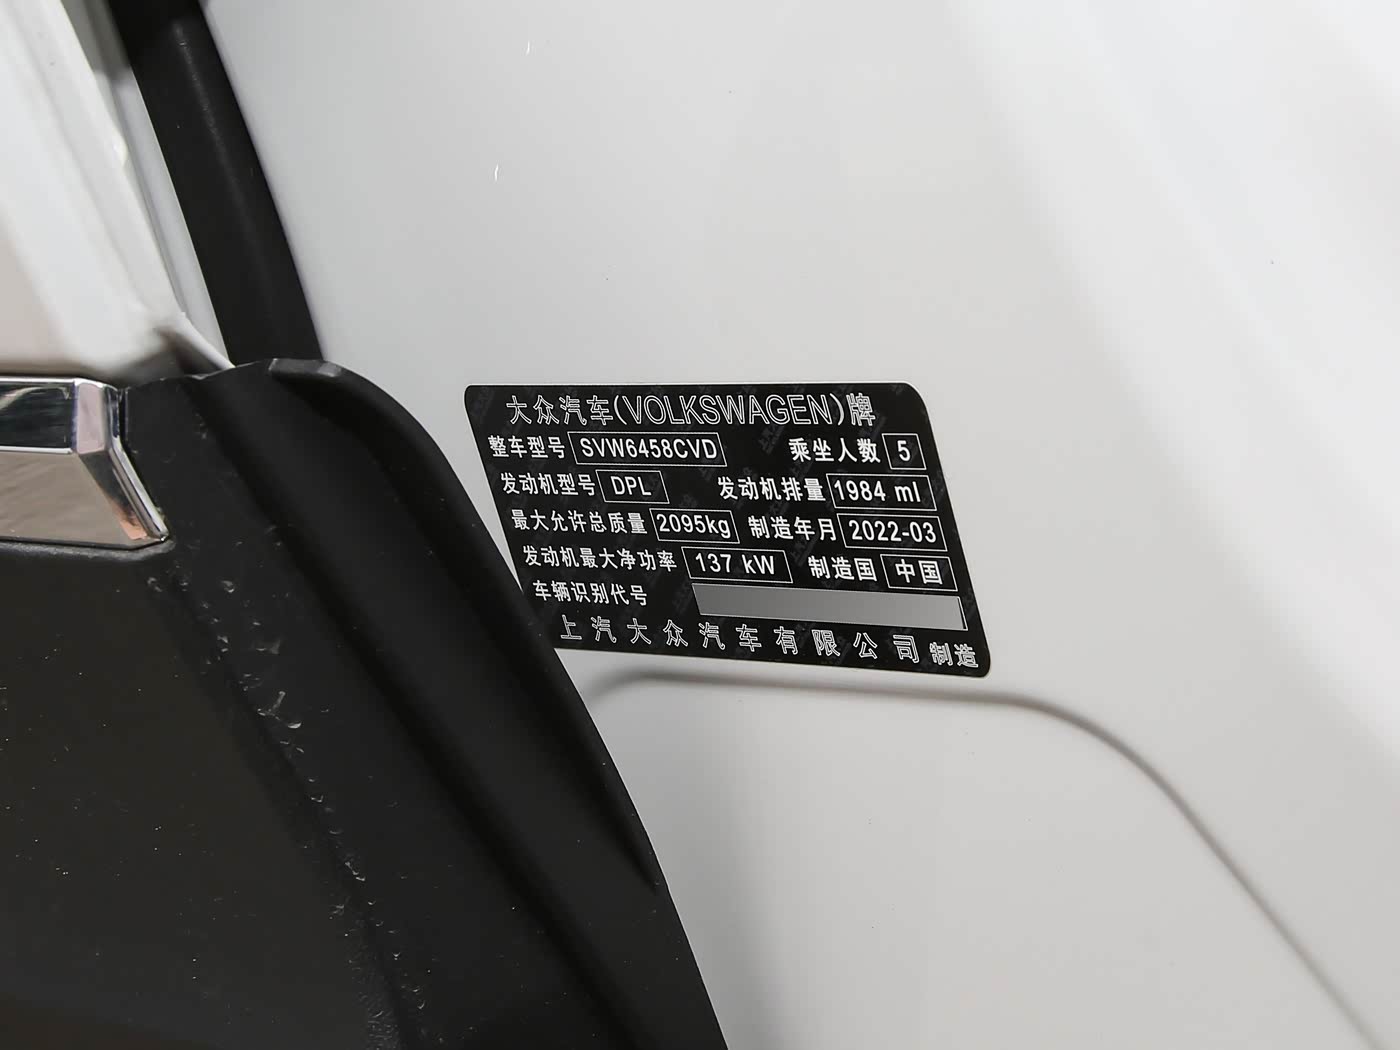 大众汽车(VOLKSWAGEN)牌
整车型号 SVW6458CVD 乘坐人数 5
发动机型号 DPL 发动机排量 1984 ml
最大允许总质量 2095kg 制造年月 2022-03
发动机最大净功率 137 kW 制造国 中国
车辆识别代号
上汽大众汽车有限公司 制造